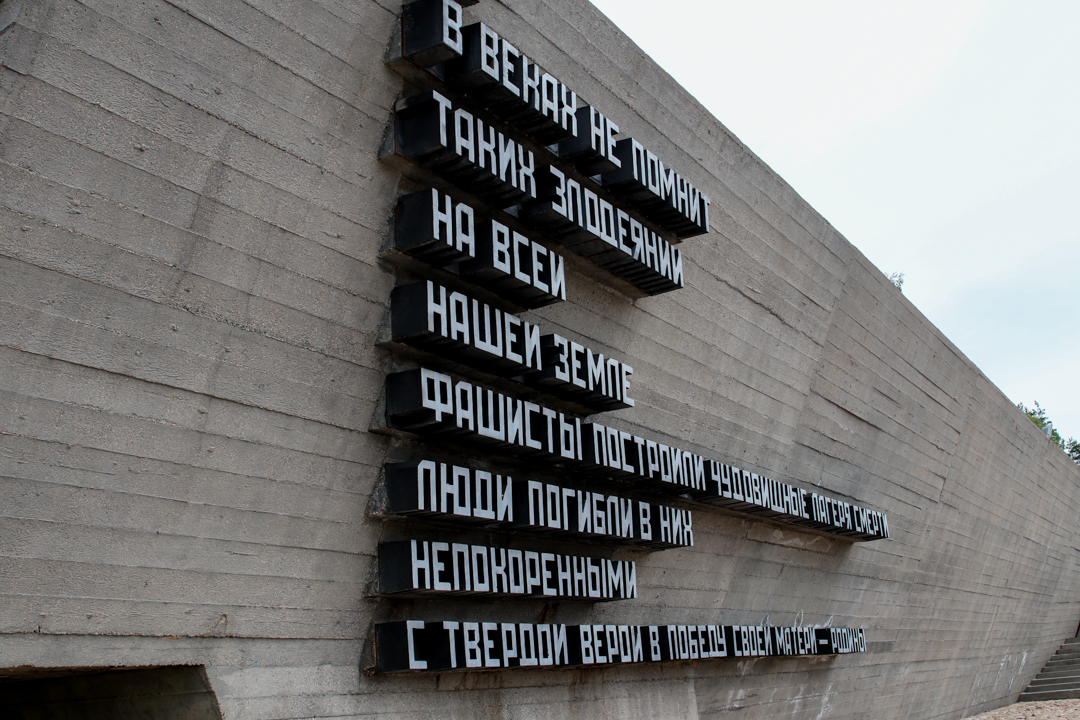 В ВЕКАХ НЕ ПОМНИТ
ТАКИХ ЗЛОДЕЯНИЙ
НА ВСЕЙ
НАШЕЙ ЗЕМЛЕ
ФАШИСТЫ ПОСТРОИЛИ ЧУДОВИЩНЫЕ ЛАГЕРЯ СМЕРТИ
ЛЮДИ ПОГИБЛИ В НИХ
НЕПОКОРЕННЫМИ
С ТВЕРДОЙ ВЕРОЙ В ПОБЕДУ СВОЕЙ МАТЕРИ – РОДИНЫ